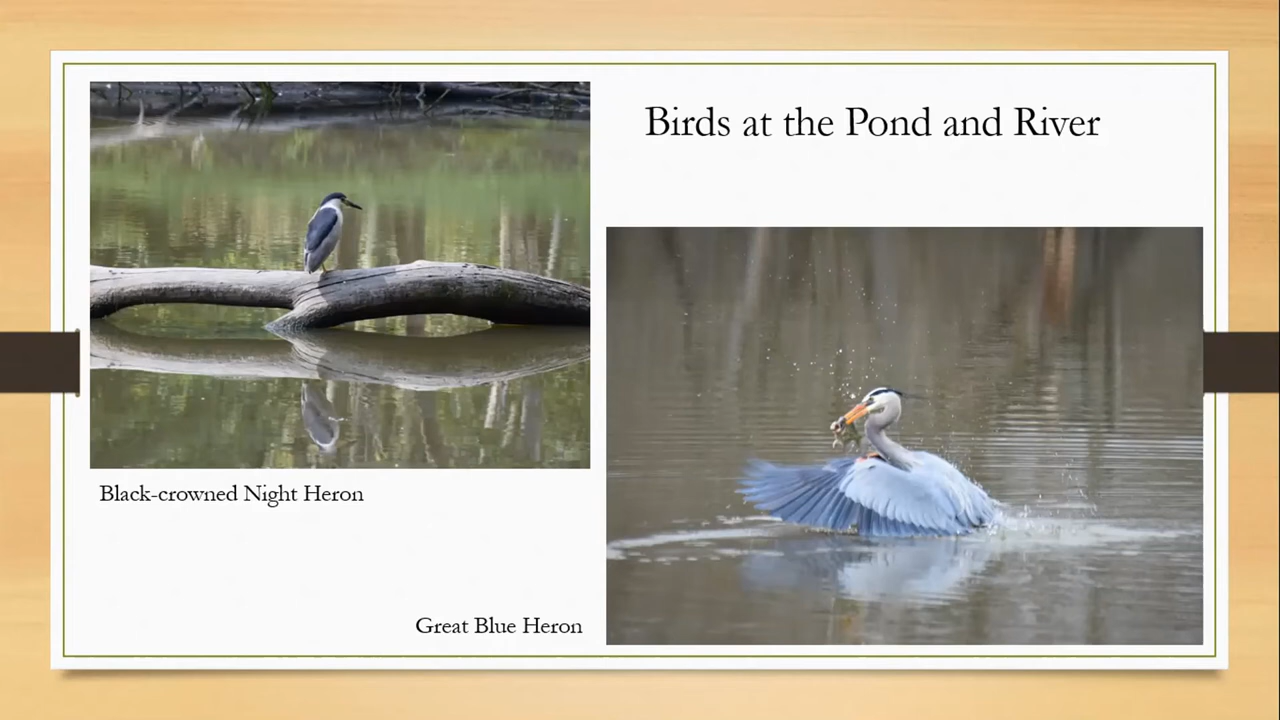 Birds at the Pond and River
Black-crowned Night Heron
Great Blue Heron